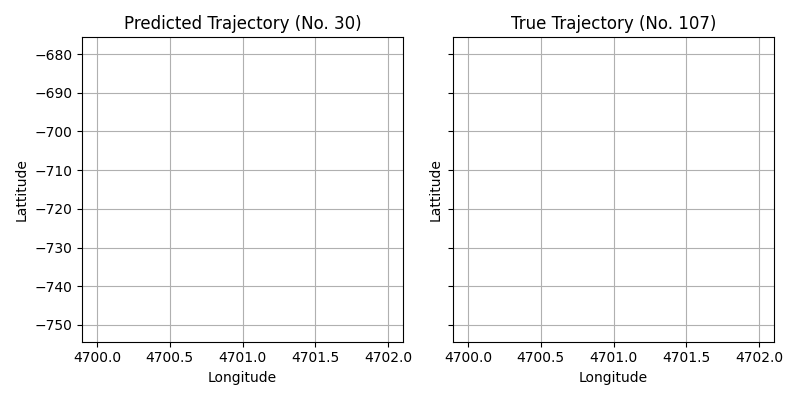 Predicted Trajectory (No. 30)
−680
−690
−700
−710
−720
−730
−740
−750
Lattitude
4700.0 4700.5 4701.0 4701.5 4702.0
Longitude
True Trajectory (No. 107)
Lattitude
4700.0 4700.5 4701.0 4701.5 4702.0
Longitude